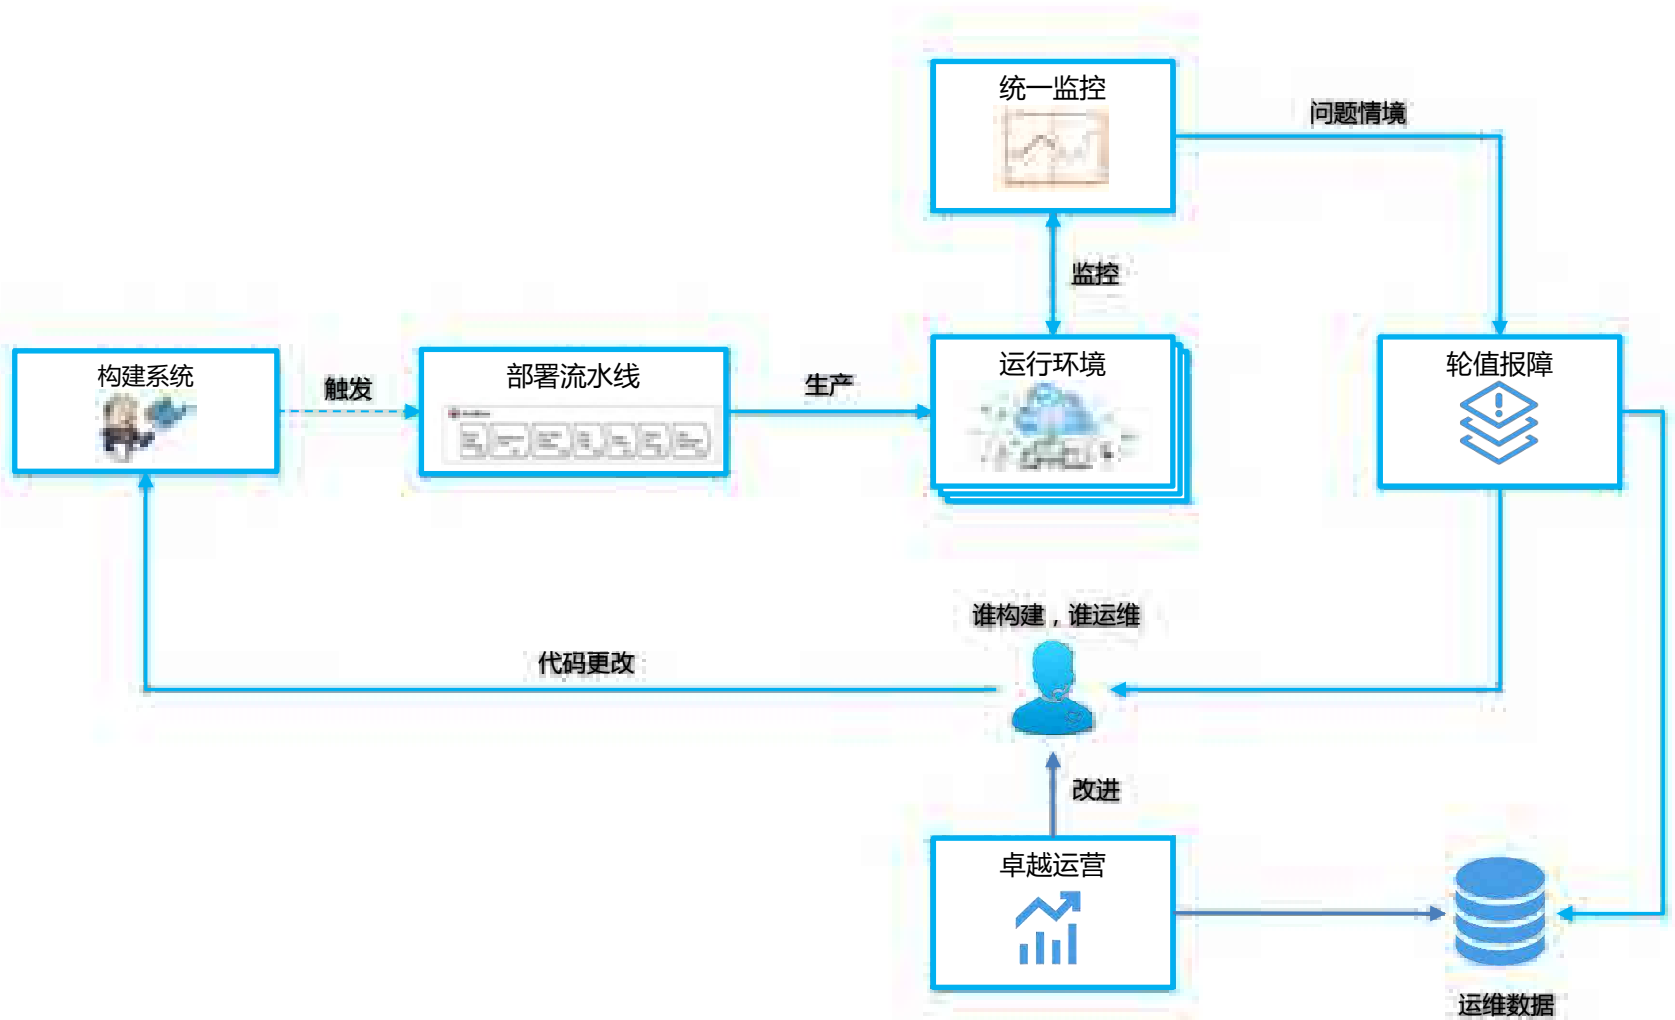 统一监控
问题情境
监控
构建系统
触发
部署流水线
生产
运行环境
轮值报障
谁构建，谁运维
代码更改
改进
卓越运营
运维数据